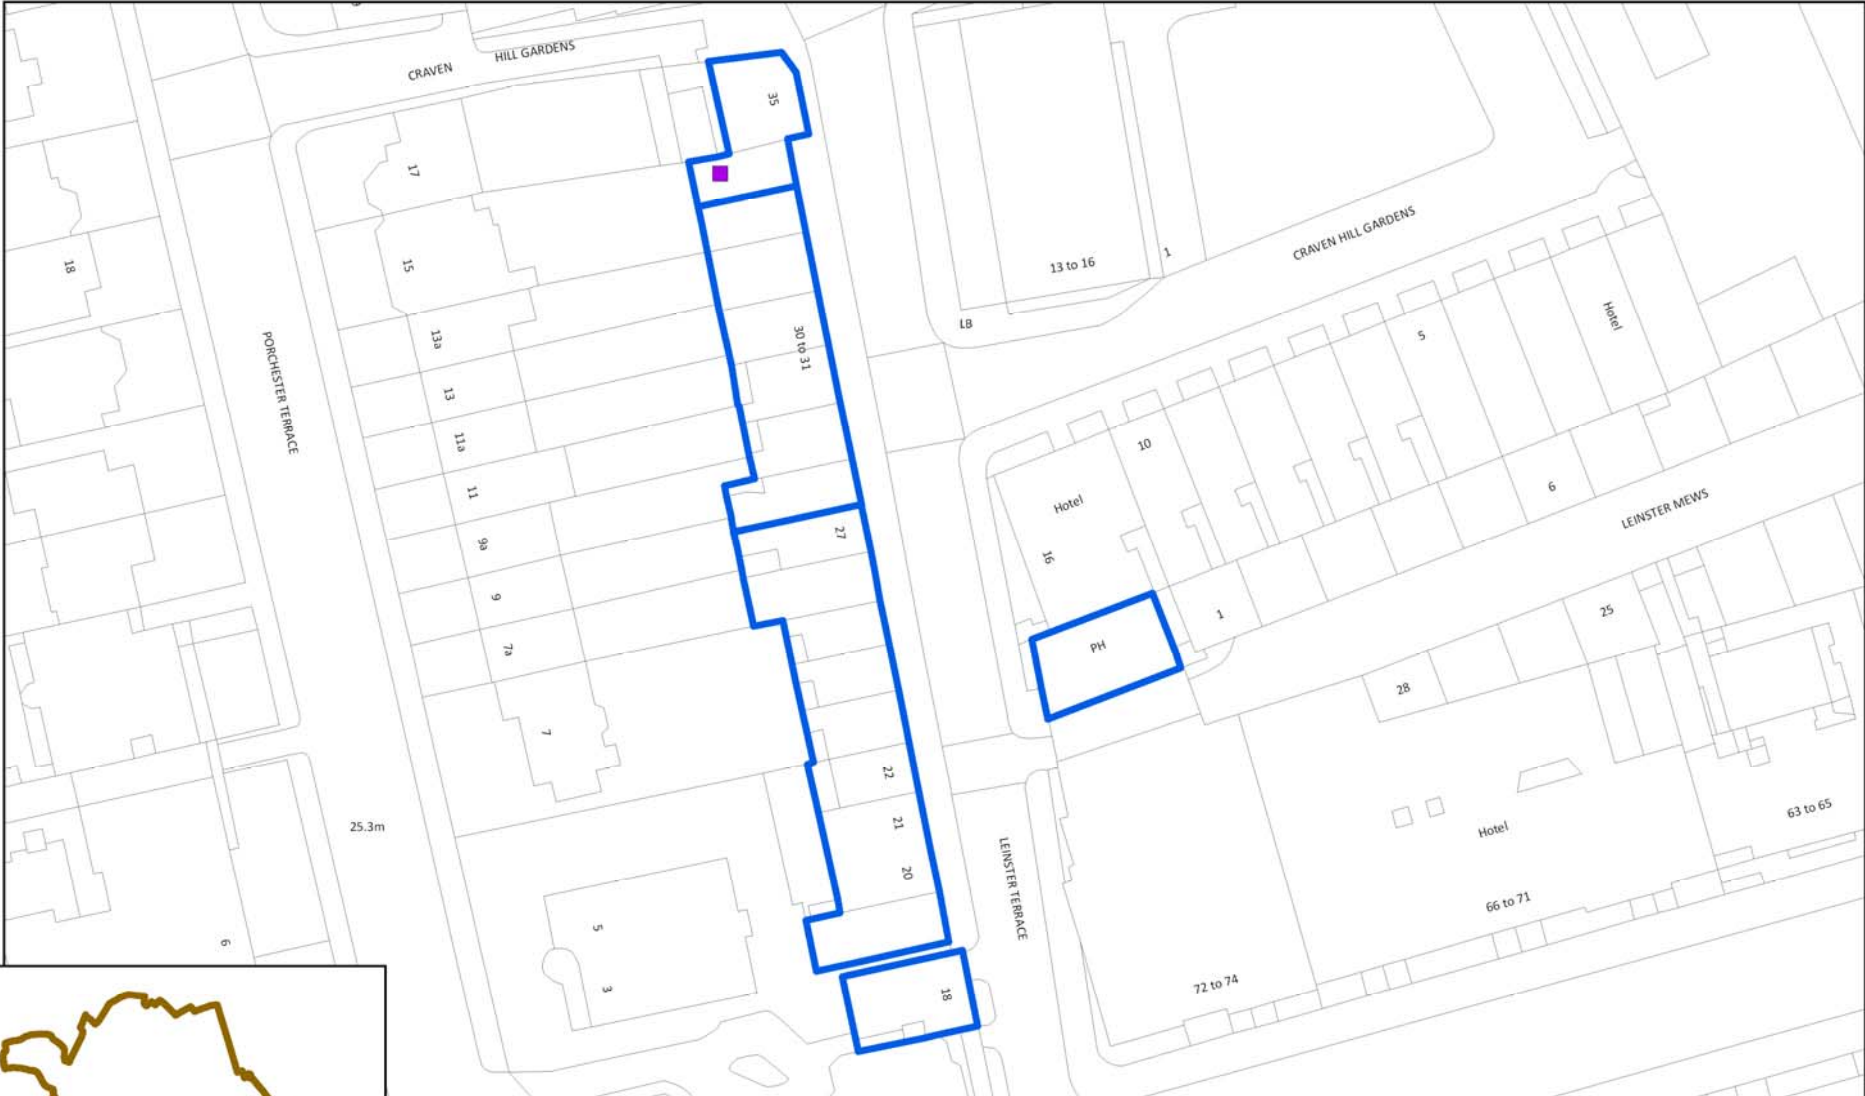 CRAVEN HILL GARDENS
35
17
15
18
13a
13
11a
11
9a
9
7a
7
PORCHESTER TERRACE
30 to 31
27
22
21
20
18
13 to 16
1
LB
CRAVEN HILL GARDENS
5
Hotel
10
Hotel
16
6
LEINSTER MEWS
1
PH
25
28
Hotel
63 to 65
66 to 71
72 to 74
LEINSTER TERRACE
25.3m
5
3
6